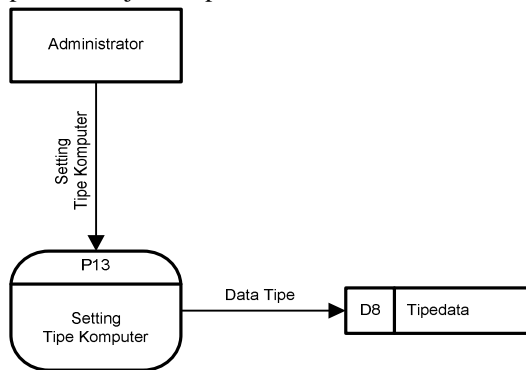 Administrator
Setting
Tipe Komputer
P13
Setting
Tipe Komputer
Data Tipe
D8 Tipedata